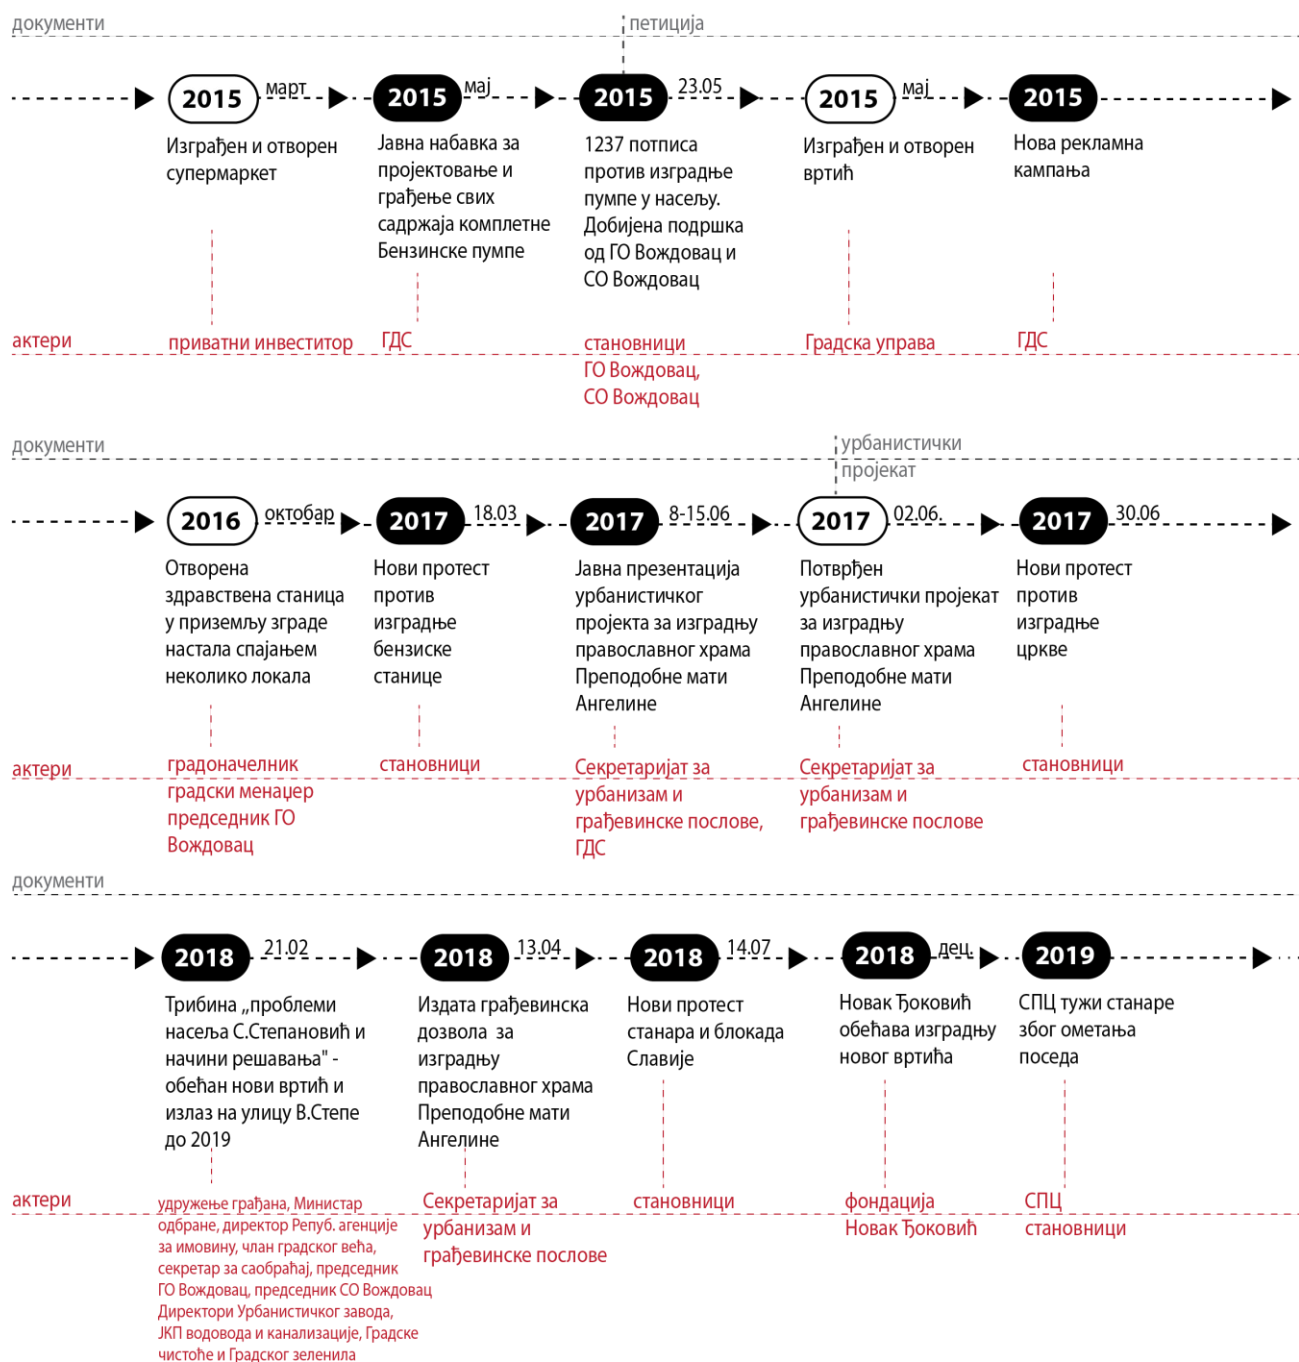 документи
петиција
2015 март
Изграђен и отворен
супермаркет
приватни инвеститор
2015 мај
Јавна набавка за
пројектовање и
грађење свих
садржаја комплетне
Бензинске пумпе
ГДС
2015 23.05
1237 потписа
против изградње
пумпе у насељу.
Добијена подршка
од ГО Вождовац и
СО Вождовац
становници
ГО Вождовац,
СО Вождовац
2015 мај
Изграђен и отворен
вртић
Градска управа
2015
Нова рекламна
кампања
ГДС
актери
документи
урбанистички
пројекат
2016 октобар
Отворена
здравствена станица
у приземљу зграде
настала спајањем
неколико локала
градоначелник
градски менаџер
председник ГО
Вождовац
2017 18.03
Нови протест
против
изградње
бензиске
станице
становници
2017 8-15.06
Јавна презентација
урбанистичког
пројекта за изградњу
православног храма
Преподобне мати
Ангелине
Секретаријат за
урбанизам и
грађевинске послове,
ГДС
2017 02.06.
Потврђен
урбанистички пројекат
за изградњу
православног храма
Преподобне мати
Ангелине
Секретаријат за
урбанизам и
грађевинске послове
2017 30.06
Нови протест
против
изградње
цркве
становници
актери
документи
2018 21.02
Трибина „проблеми
насеља С.Степановић и
начини решавања" -
обећан нови вртић и
излаз на улицу В.Степе
до 2019
удружење грађана, Министар
одбране, директор Репуб. агенције
за имовину, члан градског већа,
секретар за саобраћај, председник
ГО Вождовац, председник СО Вождовац
Директори Урбанистичког завода,
ЈКП водовода и канализације, Градске
чистоће и Градског зеленила
2018 13.04
Издата грађевинска
дозвола за
изградњу
православног храма
Преподобне мати
Ангелине
Секретаријат за
урбанизам и
грађевинске послове
2018 14.07
Нови протест
станара и блокада
Славије
становници
2018 дец.
Новак Ђоковић
обећава изградњу
новог вртића
фондација
Новак Ђоковић
2019
СПЦ тужи станаре
због ометања
поседа
СПЦ
становници
актери